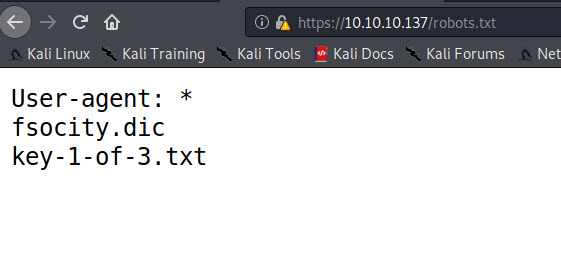 https://10.10.10.137/robots.txt
Kali Linux Kali Training Kali Tools Kali Docs Kali Forums Net
User-agent: *
fsocity.dic
key-1-of-3.txt